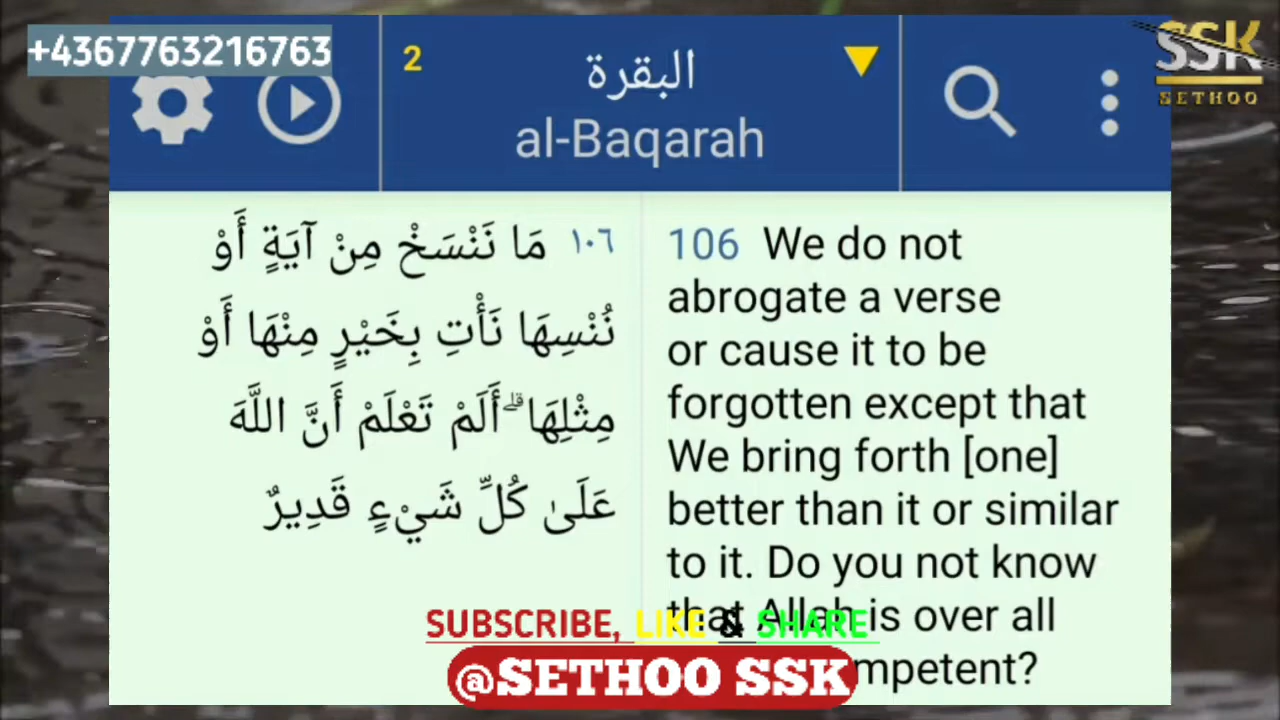 +4367763216763
SSK
SETHOO
2
البقرة
al-Baqarah
١٠٦ مَا نَنْسَخْ مِنْ آيَةٍ أَوْ
نُنْسِهَا نَأْتِ بِخَيْرٍ مِنْهَا أَوْ
مِثْلِهَا ۗ أَلَمْ تَعْلَمْ أَنَّ اللَّهَ
عَلَىٰ كُلِّ شَيْءٍ قَدِيرٌ
106 We do not
abrogate a verse
or cause it to be
forgotten except that
We bring forth [one]
better than it or similar
to it. Do you not know
that Allah is over all
mpetent?
SUBSCRIBE, LIKE & SHARE
@SETHOO SSK